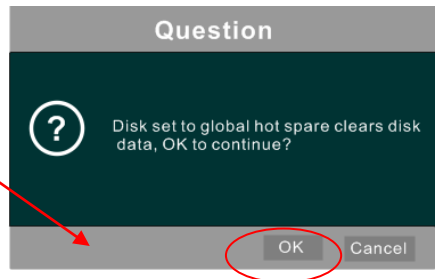 Question
?
Disk set to global hot spare clears disk
data, OK to continue?
OK Cancel